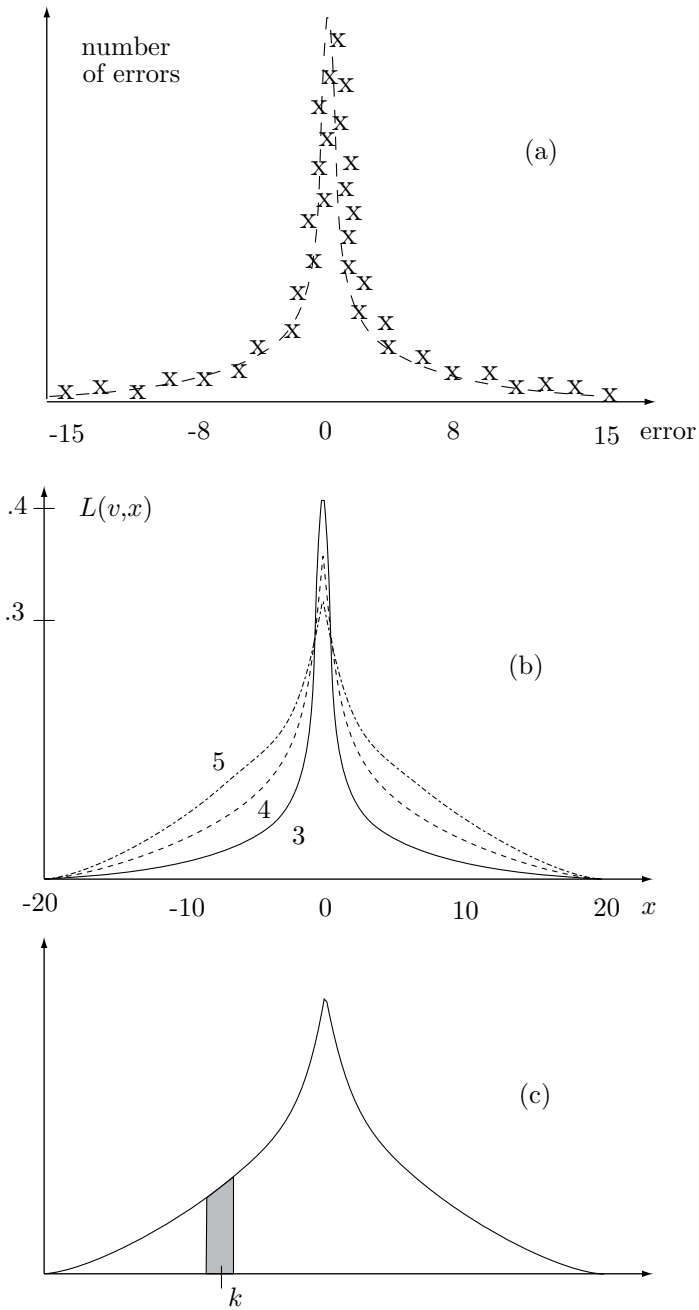 number
of errors
(a)
x x x x x x x x x x x x x x x x x x x x x x x x x x x x x x x x x x x
-15 -8 0 8 15 error
.4 L(v,x)
.3
(b)
5
4
3
-20 -10 0 10 20 x
(c)
k